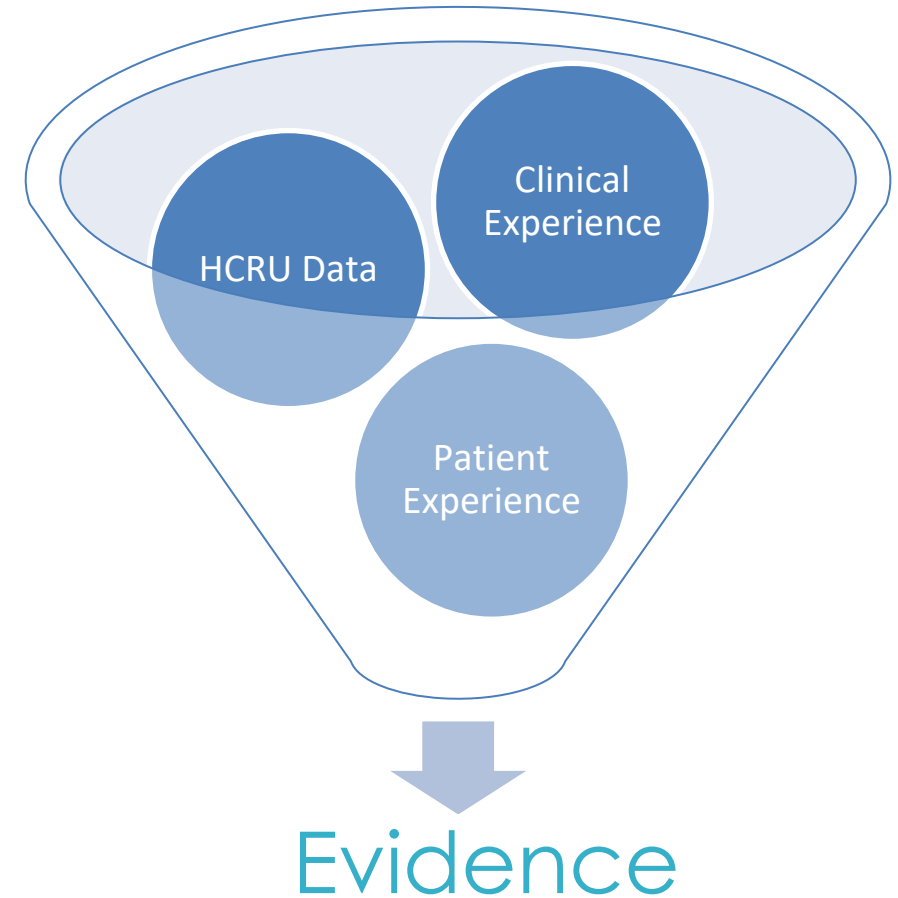 Clinical
Experience
HCRU Data
Patient
Experience
Evidence